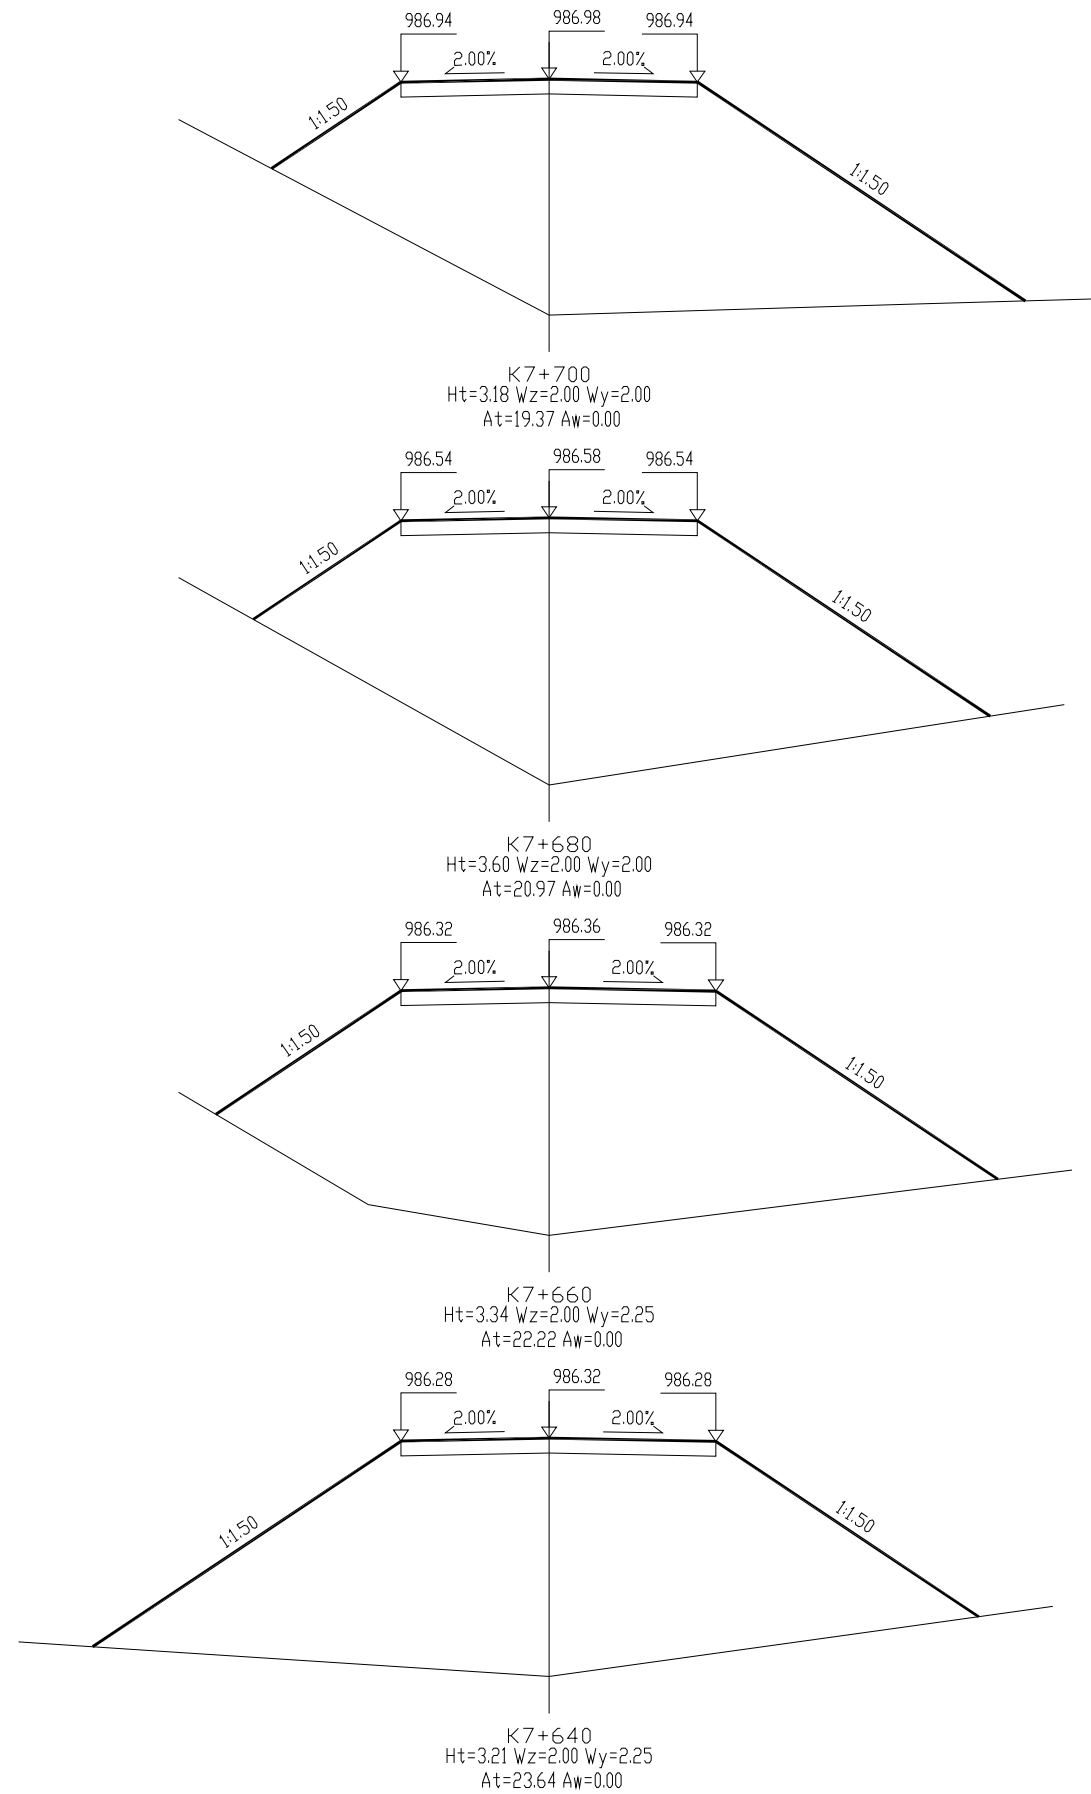 986.94 986.98 986.94
2.00% 2.00%
1:1.50
1:1.50
K7+700
Ht=3.18 Wz=2.00 Wy=2.00
At=19.37 Aw=0.00
986.54 986.58 986.54
2.00% 2.00%
1:1.50
1:1.50
K7+680
Ht=3.60 Wz=2.00 Wy=2.00
At=20.97 Aw=0.00
986.32 986.36 986.32
2.00% 2.00%
1:1.50
1:1.50
K7+660
Ht=3.34 Wz=2.00 Wy=2.25
At=22.22 Aw=0.00
986.28 986.32 986.28
2.00% 2.00%
1:1.50
1:1.50
K7+640
Ht=3.21 Wz=2.00 Wy=2.25
At=23.64 Aw=0.00